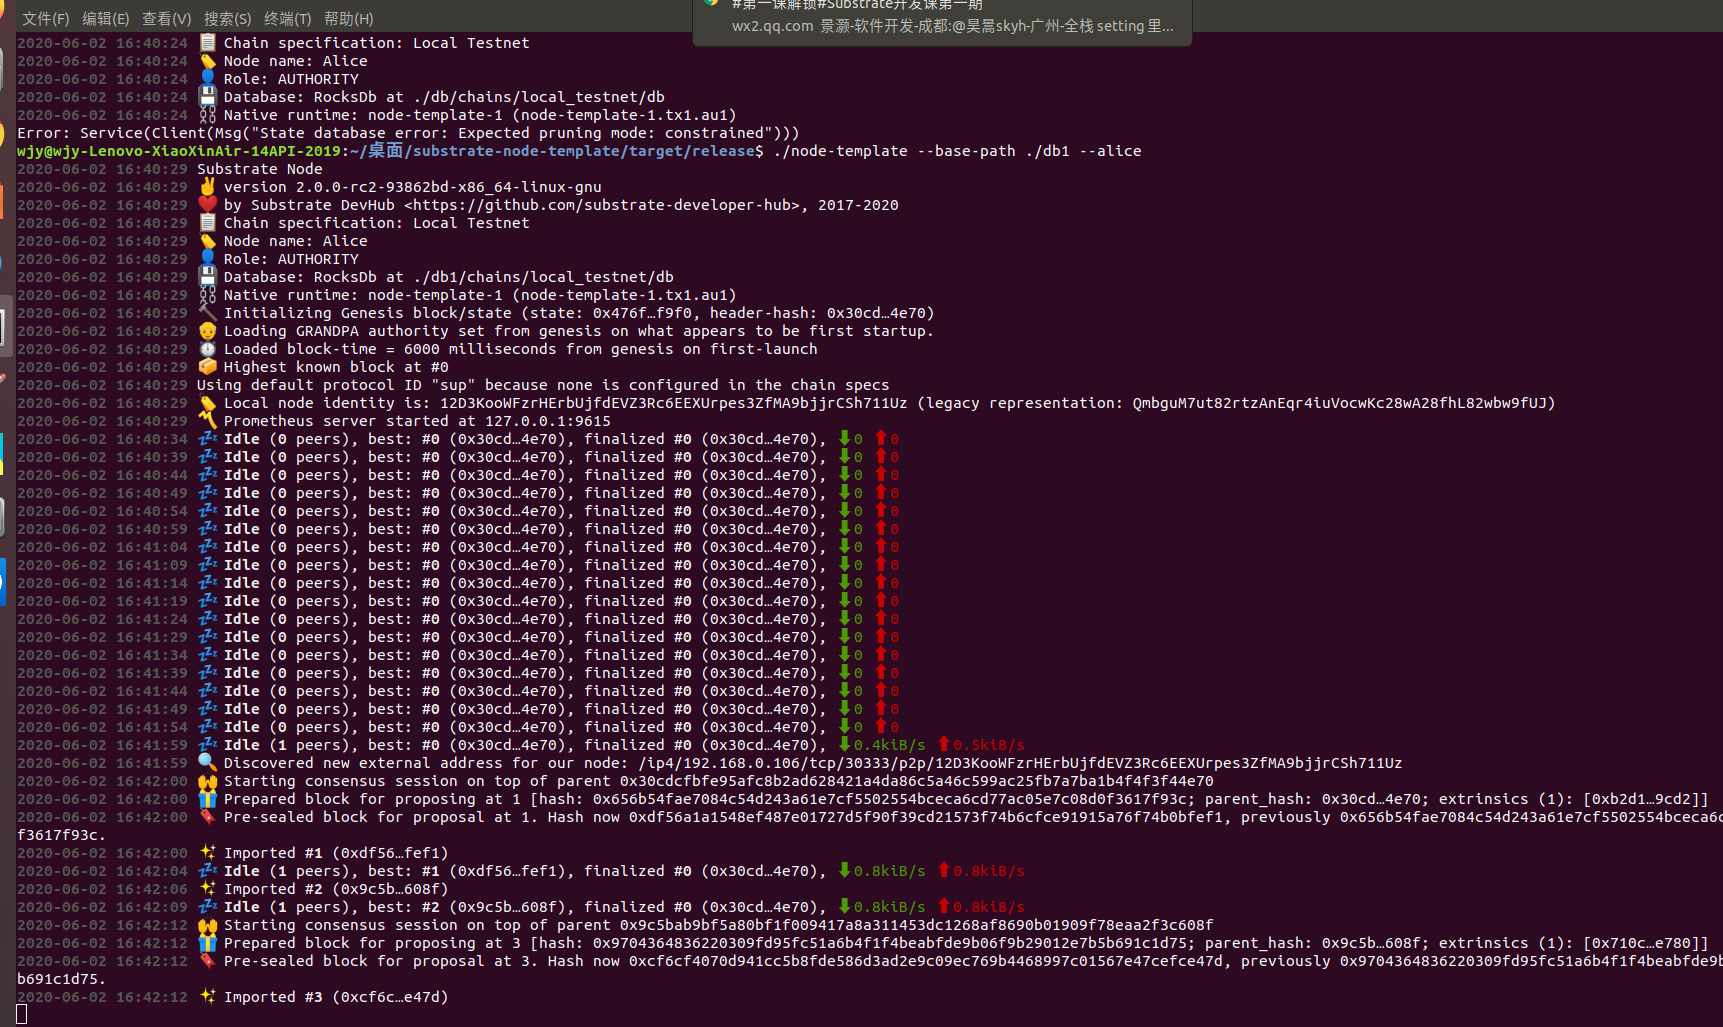 #第一课解锁#Substrate开发课第一期
文件(F) 编辑(E) 查看(V) 搜索(S) 终端(T) 帮助(H)
wx2.qq.com 景灏-软件开发-成都:@吴暠skyh-广州-全栈 setting 里...
2020-06-02 16:40:24 📋 Chain specification: Local Testnet
2020-06-02 16:40:24 🏷 Node name: Alice
2020-06-02 16:40:24 👤 Role: AUTHORITY
2020-06-02 16:40:24 💾 Database: RocksDb at ./db/chains/local_testnet/db
2020-06-02 16:40:24 ⛓ Native runtime: node-template-1 (node-template-1.tx1.au1)
Error: Service(Client(Msg("State database error: Expected pruning mode: constrained")))
wjy@wjy-Lenovo-XiaoXinAir-14API-2019:~/桌面/substrate-node-template/target/release$ ./node-template --base-path ./db1 --alice
2020-06-02 16:40:29 Substrate Node
2020-06-02 16:40:29 ✌️ version 2.0.0-rc2-93862bd-x86_64-linux-gnu
2020-06-02 16:40:29 ❤️ by Substrate DevHub <https://github.com/substrate-developer-hub>, 2017-2020
2020-06-02 16:40:29 📋 Chain specification: Local Testnet
2020-06-02 16:40:29 🏷 Node name: Alice
2020-06-02 16:40:29 👤 Role: AUTHORITY
2020-06-02 16:40:29 💾 Database: RocksDb at ./db1/chains/local_testnet/db
2020-06-02 16:40:29 ⛓ Native runtime: node-template-1 (node-template-1.tx1.au1)
2020-06-02 16:40:29 🔨 Initializing Genesis block/state (state: 0x476f…f9f0, header-hash: 0x30cd…4e70)
2020-06-02 16:40:29 👴 Loading GRANDPA authority set from genesis on what appears to be first startup.
2020-06-02 16:40:29 ⏱ Loaded block-time = 6000 milliseconds from genesis on first-launch
2020-06-02 16:40:29 📦 Highest known block at #0
2020-06-02 16:40:29 Using default protocol ID "sup" because none is configured in the chain specs
2020-06-02 16:40:29 🏷 Local node identity is: 12D3KooWFzrHErbUjfdEVZ3Rc6EEXUrpes3ZfMA9bjjrCSh711Uz (legacy representation: QmbguM7ut82rtzAnEqr4iuVocwKc28wA28fhL82wbw9fUJ)
2020-06-02 16:40:29 〽️ Prometheus server started at 127.0.0.1:9615
2020-06-02 16:40:34 💤 Idle (0 peers), best: #0 (0x30cd…4e70), finalized #0 (0x30cd…4e70), ⬇ 0 ⬆ 0
2020-06-02 16:40:39 💤 Idle (0 peers), best: #0 (0x30cd…4e70), finalized #0 (0x30cd…4e70), ⬇ 0 ⬆ 0
2020-06-02 16:40:44 💤 Idle (0 peers), best: #0 (0x30cd…4e70), finalized #0 (0x30cd…4e70), ⬇ 0 ⬆ 0
2020-06-02 16:40:49 💤 Idle (0 peers), best: #0 (0x30cd…4e70), finalized #0 (0x30cd…4e70), ⬇ 0 ⬆ 0
2020-06-02 16:40:54 💤 Idle (0 peers), best: #0 (0x30cd…4e70), finalized #0 (0x30cd…4e70), ⬇ 0 ⬆ 0
2020-06-02 16:40:59 💤 Idle (0 peers), best: #0 (0x30cd…4e70), finalized #0 (0x30cd…4e70), ⬇ 0 ⬆ 0
2020-06-02 16:41:04 💤 Idle (0 peers), best: #0 (0x30cd…4e70), finalized #0 (0x30cd…4e70), ⬇ 0 ⬆ 0
2020-06-02 16:41:09 💤 Idle (0 peers), best: #0 (0x30cd…4e70), finalized #0 (0x30cd…4e70), ⬇ 0 ⬆ 0
2020-06-02 16:41:14 💤 Idle (0 peers), best: #0 (0x30cd…4e70), finalized #0 (0x30cd…4e70), ⬇ 0 ⬆ 0
2020-06-02 16:41:19 💤 Idle (0 peers), best: #0 (0x30cd…4e70), finalized #0 (0x30cd…4e70), ⬇ 0 ⬆ 0
2020-06-02 16:41:24 💤 Idle (0 peers), best: #0 (0x30cd…4e70), finalized #0 (0x30cd…4e70), ⬇ 0 ⬆ 0
2020-06-02 16:41:29 💤 Idle (0 peers), best: #0 (0x30cd…4e70), finalized #0 (0x30cd…4e70), ⬇ 0 ⬆ 0
2020-06-02 16:41:34 💤 Idle (0 peers), best: #0 (0x30cd…4e70), finalized #0 (0x30cd…4e70), ⬇ 0 ⬆ 0
2020-06-02 16:41:39 💤 Idle (0 peers), best: #0 (0x30cd…4e70), finalized #0 (0x30cd…4e70), ⬇ 0 ⬆ 0
2020-06-02 16:41:44 💤 Idle (0 peers), best: #0 (0x30cd…4e70), finalized #0 (0x30cd…4e70), ⬇ 0 ⬆ 0
2020-06-02 16:41:49 💤 Idle (0 peers), best: #0 (0x30cd…4e70), finalized #0 (0x30cd…4e70), ⬇ 0 ⬆ 0
2020-06-02 16:41:54 💤 Idle (0 peers), best: #0 (0x30cd…4e70), finalized #0 (0x30cd…4e70), ⬇ 0 ⬆ 0
2020-06-02 16:41:59 💤 Idle (1 peers), best: #0 (0x30cd…4e70), finalized #0 (0x30cd…4e70), ⬇ 0.4kiB/s ⬆ 0.5kiB/s
2020-06-02 16:41:59 🔍 Discovered new external address for our node: /ip4/192.168.0.106/tcp/30333/p2p/12D3KooWFzrHErbUjfdEVZ3Rc6EEXUrpes3ZfMA9bjjrCSh711Uz
2020-06-02 16:42:00 🙌 Starting consensus session on top of parent 0x30cdcfbfe95afc8b2ad628421a4da86c5a46c599ac25fb7a7ba1b4f4f3f44e70
2020-06-02 16:42:00 🎁 Prepared block for proposing at 1 [hash: 0x656b54fae7084c54d243a61e7cf5502554bceca6cd77ac05e7c08d0f3617f93c; parent_hash: 0x30cd…4e70; extrinsics (1): [0xb2d1…9cd2]]
2020-06-02 16:42:00 🔖 Pre-sealed block for proposal at 1. Hash now 0xdf56a1a1548ef487e01727d5f90f39cd21573f74b6cfce91915a76f74b0bfef1, previously 0x656b54fae7084c54d243a61e7cf5502554bceca6c
f3617f93c.
2020-06-02 16:42:00 ✨ Imported #1 (0xdf56…fef1)
2020-06-02 16:42:04 💤 Idle (1 peers), best: #1 (0xdf56…fef1), finalized #0 (0x30cd…4e70), ⬇ 0.8kiB/s ⬆ 0.8kiB/s
2020-06-02 16:42:06 ✨ Imported #2 (0x9c5b…608f)
2020-06-02 16:42:09 💤 Idle (1 peers), best: #2 (0x9c5b…608f), finalized #0 (0x30cd…4e70), ⬇ 0.8kiB/s ⬆ 0.8kiB/s
2020-06-02 16:42:12 🙌 Starting consensus session on top of parent 0x9c5bab9bf5a80bf1f009417a8a311453dc1268af8690b01909f78eaa2f3c608f
2020-06-02 16:42:12 🎁 Prepared block for proposing at 3 [hash: 0x9704364836220309fd95fc51a6b4f1f4beabfde9b06f9b29012e7b5b691c1d75; parent_hash: 0x9c5b…608f; extrinsics (1): [0x710c…e780]]
2020-06-02 16:42:12 🔖 Pre-sealed block for proposal at 3. Hash now 0xcf6cf4070d941cc5b8fde586d3ad2e9c09ec769b4468997c01567e47cefce47d, previously 0x9704364836220309fd95fc51a6b4f1f4beabfde9b
b691c1d75.
2020-06-02 16:42:12 ✨ Imported #3 (0xcf6c…e47d)